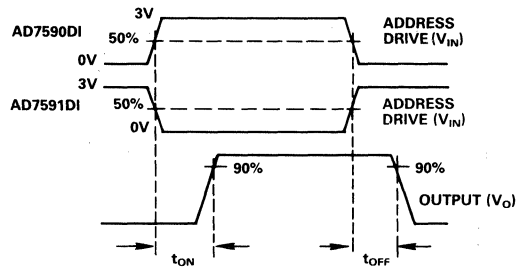 3V
AD7590DI
50%
0V
ADDRESS
DRIVE (VIN)
3V
AD7591DI
50%
0V
ADDRESS
DRIVE (VIN)
90%
90%
OUTPUT (VO)
tON
tOFF